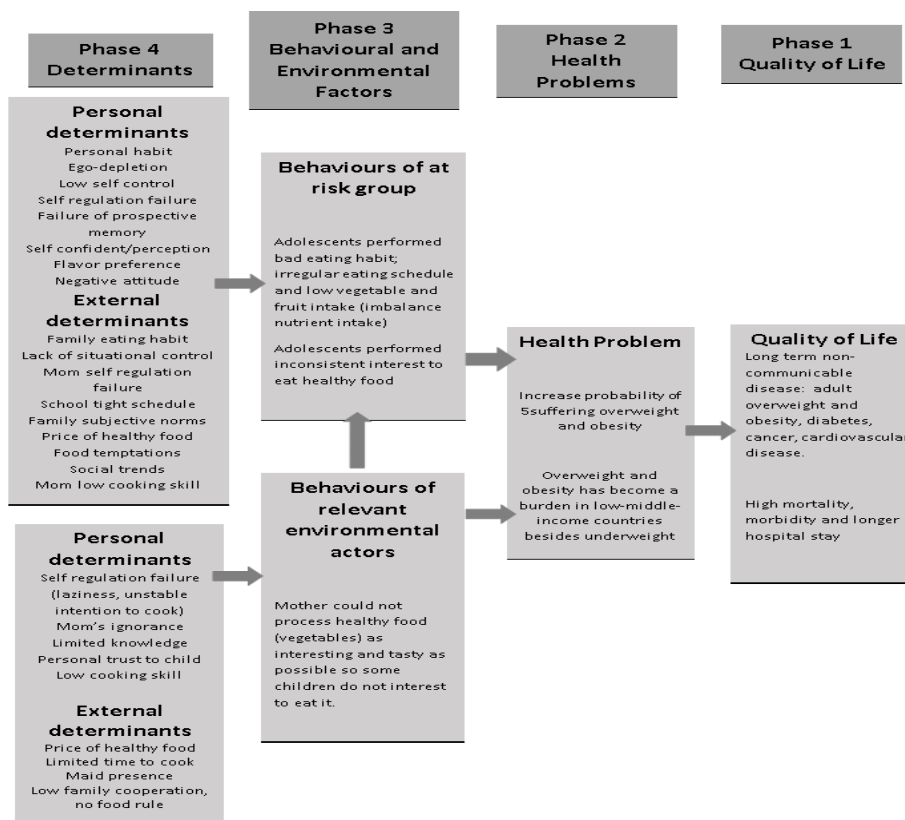 Phase 4
Determinants
Personal
determinants
Personal habit
Ego-depletion
Low self control
Self regulation failure
Failure of prospective
memory
Self confident/perception
Flavor preference
Negative attitude
External
determinants
Family eating habit
Lack of situational control
Mom self regulation
failure
School tight schedule
Family subjective norms
Price of healthy food
Food temptations
Social trends
Mom low cooking skill
Personal
determinants
Self regulation failure
(laziness, unstable
intention to cook)
Mom's ignorance
Limited knowledge
Personal trust to child
Low cooking skill
External
determinants
Price of healthy food
Limited time to cook
Maid presence
Low family cooperation,
no food rule
Phase 3
Behavioural and
Environmental
Factors
Behaviours of at
risk group
Adolescents performed
bad eating habit;
irregular eating schedule
and low vegetable and
fruit intake (imbalance
nutrient intake)
Adolescents performed
inconsistent interest to
eat healthy food
Behaviours of
relevant
environmental
actors
Mother could not
process healthy food
(vegetables) as
interesting and tasty as
possible so some
children do not interest
to eat it.
Phase 2
Health
Problems
Health Problem
Increase probability of
5suffering overweight
and obesity
Overweight and
obesity has become a
burden in low-middle-
income countries
besides underweight
Phase 1
Quality of Life
Quality of Life
Long term non-
communicable
disease: adult
overweight and
obesity, diabetes,
cancer, cardiovascular
disease.
High mortality,
morbidity and longer
hospital stay